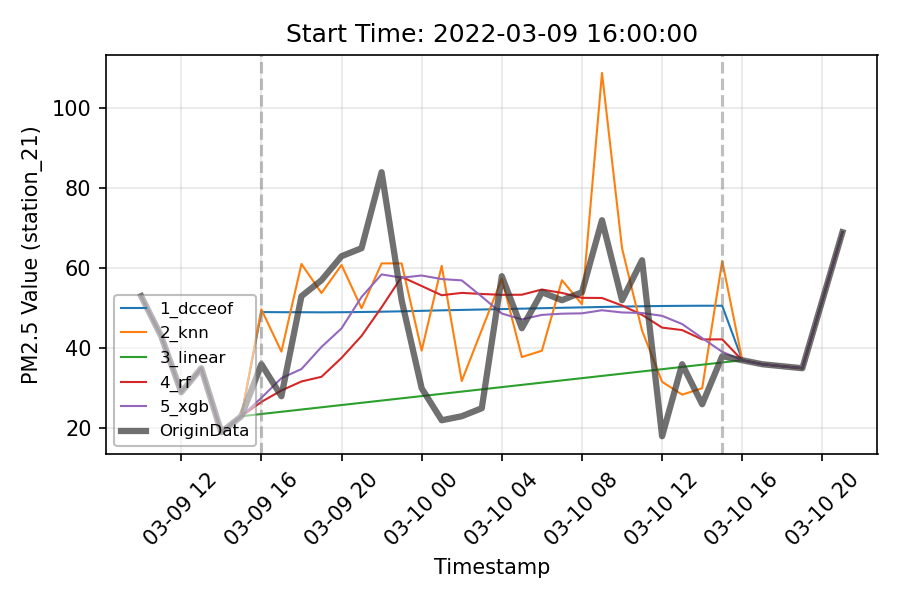 Start Time: 2022-03-09 16:00:00
PM2.5 Value (station_21)
100
80
60
40
20
1_dcceof
2_knn
3_linear
4_rf
5_xgb
OriginData
03-09 12
03-09 16
03-09 20
03-10 00
03-10 04
03-10 08
03-10 12
03-10 16
03-10 20
Timestamp